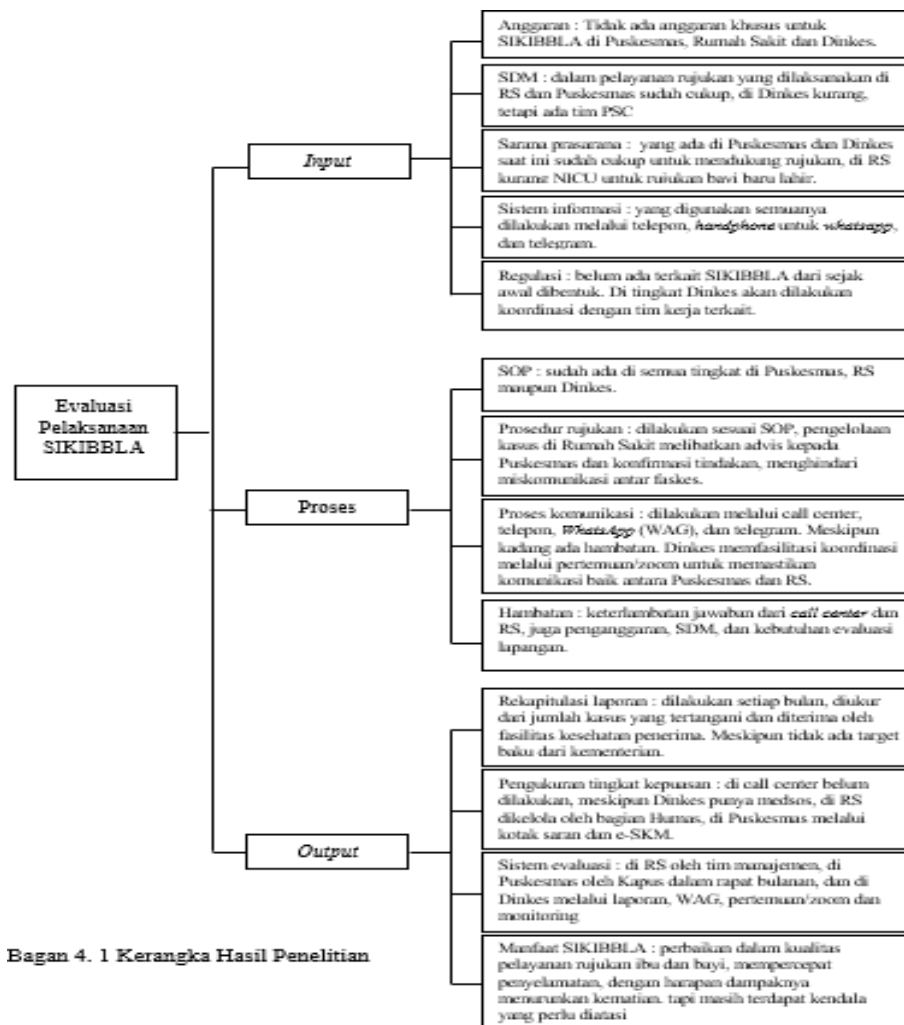 Anggaran : Tidak ada anggaran khusus untuk
SIKIBBLA di Puskesmas, Rumah Sakit dan Dinkes.
SDM : dalam pelayanan rujukan yang dilaksanakan di
RS dan Puskesmas sudah cukup, di Dinkes kurang,
tetapi ada tim PSC
Sarana prasarana : yang ada di Puskesmas dan Dinkes
saat ini sudah cukup untuk mendukung rujukan, di RS
kurang NICU untuk rujukan bayi baru lahir.
Sistem informasi : yang digunakan semuanya
dilakukan melalui telepon, handphone untuk whatsapp,
dan telegram.
Regulasi : belum ada terkait SIKIBBLA dari sejak
awal dibentuk. Di tingkat Dinkes akan dilakukan
koordinasi dengan tim kerja terkait.
Input
Evaluasi
Pelaksanaan
SIKIBBLA
SOP : sudah ada di semua tingkat di Puskesmas, RS
maupun Dinkes.
Prosedur rujukan : dilakukan sesuai SOP, pengelolaan
kasus di Rumah Sakit melibatkan advis kepada
Puskesmas dan konfirmasi tindakan, menghindari
miskomunikasi antar faskes.
Proses
Proses komunikasi : dilakukan melalui call center,
telepon, WhatsApp (WAG), dan telegram. Meskipun
kadang ada hambatan. Dinkes memfasilitasi koordinasi
melalui pertemuan/zoom untuk memastikan
komunikasi baik antara Puskesmas dan RS.
Hambatan : keterlambatan jawaban dari call center dan
RS, juga penganggaran, SDM, dan kebutuhan evaluasi
lapangan.
Rekapitulasi laporan : dilakukan setiap bulan, diukur
dari jumlah kasus yang tertangani dan diterima oleh
fasilitas kesehatan penerima. Meskipun tidak ada target
baku dari kementerian.
Pengukuran tingkat kepuasan : di call center belum
dilakukan, meskipun Dinkes punya medsos, di RS
dikelola oleh bagian Humas, di Puskesmas melalui
kotak saran dan e-SKM.
Output
Sistem evaluasi : di RS oleh tim manajemen, di
Puskesmas oleh Kapus dalam rapat bulanan, dan di
Dinkes melalui laporan, WAG, pertemuan/zoom dan
monitoring
Manfaat SIKIBBLA : perbaikan dalam kualitas
pelayanan rujukan ibu dan bayi, mempercepat
penyelamatan, dengan harapan dampaknya
menurunkan kematian. tapi masih terdapat kendala
yang perlu diatasi
Bagan 4. 1 Kerangka Hasil Penelitian